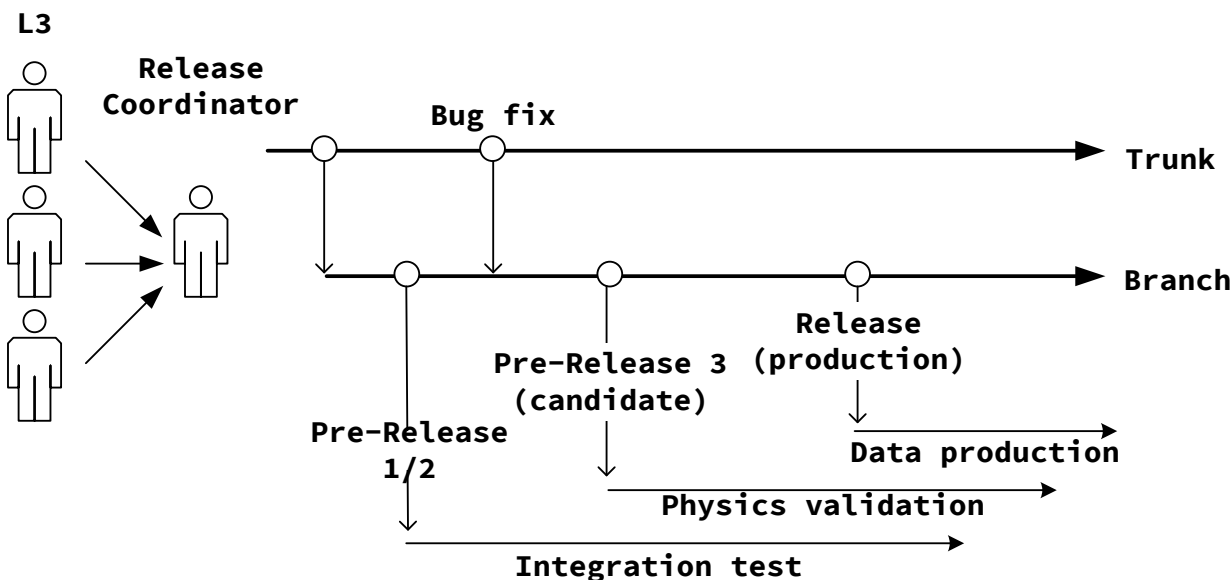 L3
Release
Coordinator
Bug fix
Trunk
Branch
Release
(production)
Pre-Release 3
(candidate)
Pre-Release
1/2
Data production
Physics validation
Integration test